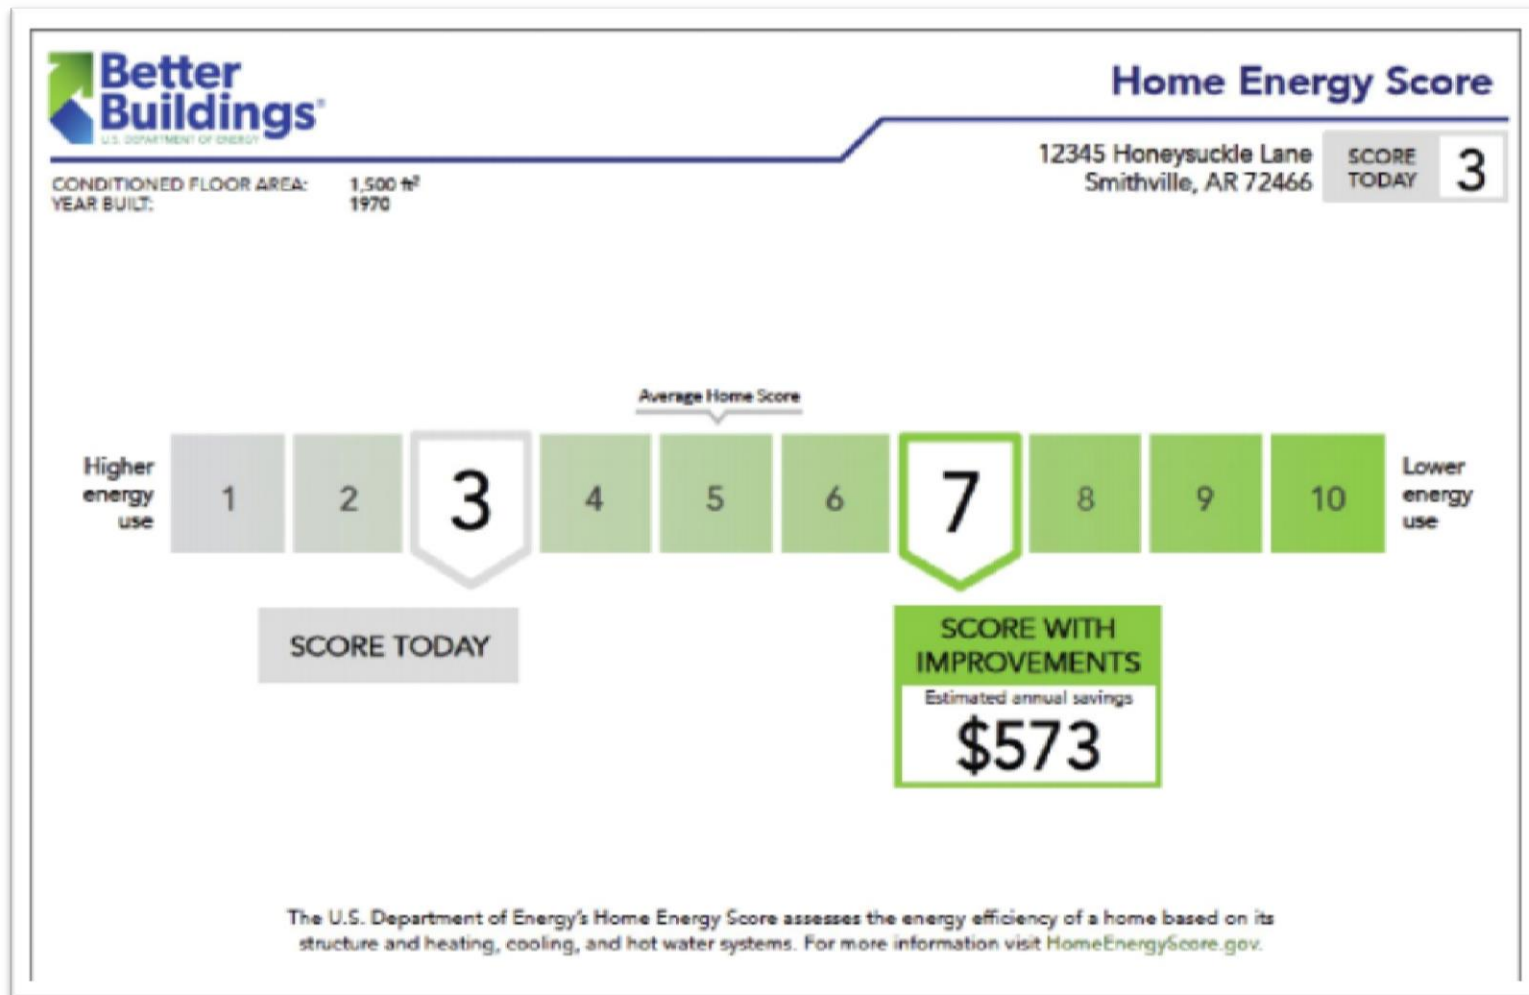 Better
Buildings®
U.S. DEPARTMENT OF ENERGY
Home Energy Score
12345 Honeysuckle Lane
Smithville, AR 72466
SCORE
TODAY
3
CONDITIONED FLOOR AREA: 1,500 ft²
YEAR BUILT: 1970
Average Home Score
Higher
energy
use
1 2 3 4 5 6 7 8 9 10
Lower
energy
use
SCORE TODAY
SCORE WITH
IMPROVEMENTS
Estimated annual savings
$573
The U.S. Department of Energy's Home Energy Score assesses the energy efficiency of a home based on its
structure and heating, cooling, and hot water systems. For more information visit HomeEnergyScore.gov.